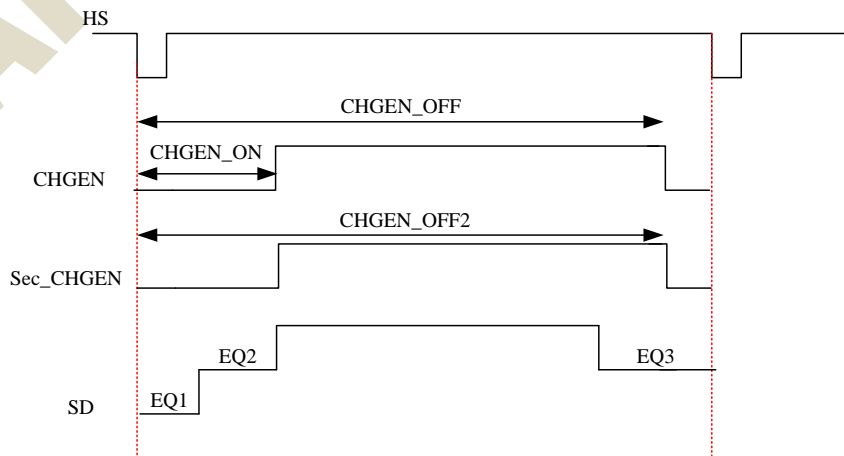 HS
CHGEN_OFF
CHGEN_ON
CHGEN
CHGEN_OFF2
Sec_CHGEN
EQ2
EQ3
EQ1
SD